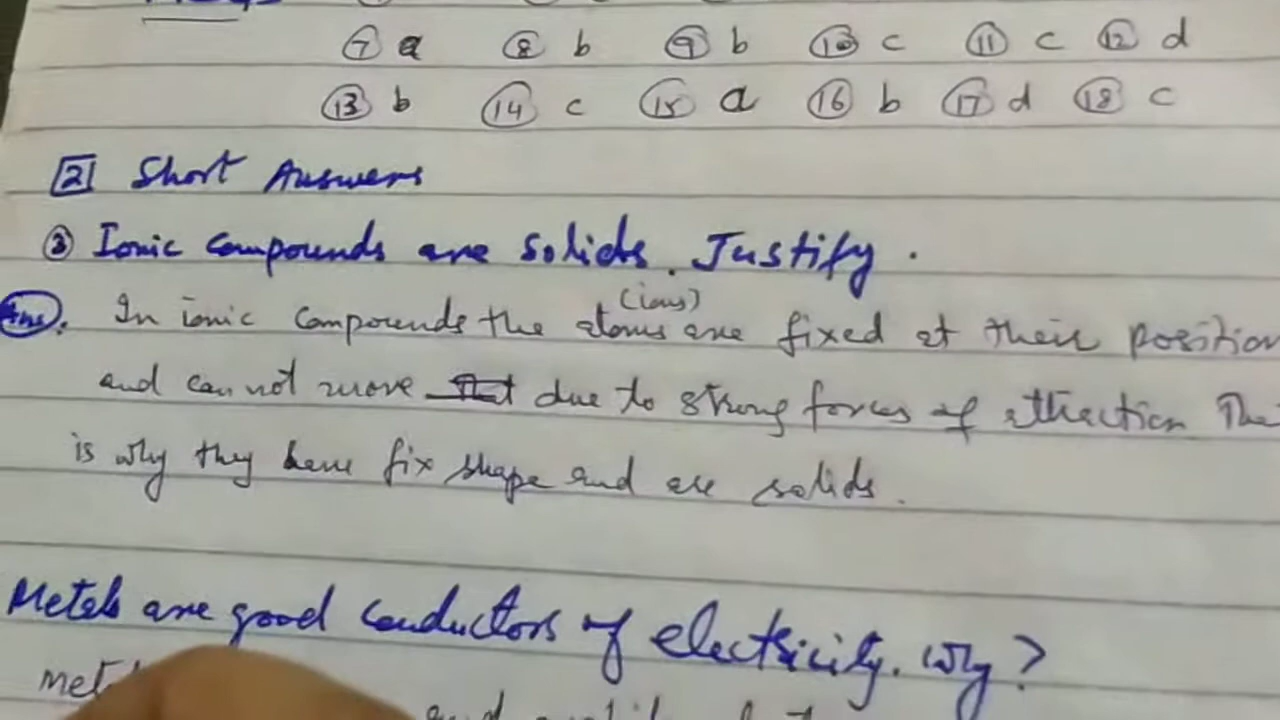 ⑦ a ⑧ b ⑨ b ⑩ c ⑪ c ⑫ d
⑬ b ⑭ c ⑮ a ⑯ b ⑰ d ⑱ c
2 Short Answers
③ Ionic Compounds are Solids. Justify.
(ions)
Ans. In ionic compounds the atoms are fixed at their position
and can not move due to strong forces of attraction
is why they have fix shape and are solids.
Metals are good conductors of electricity. Why?